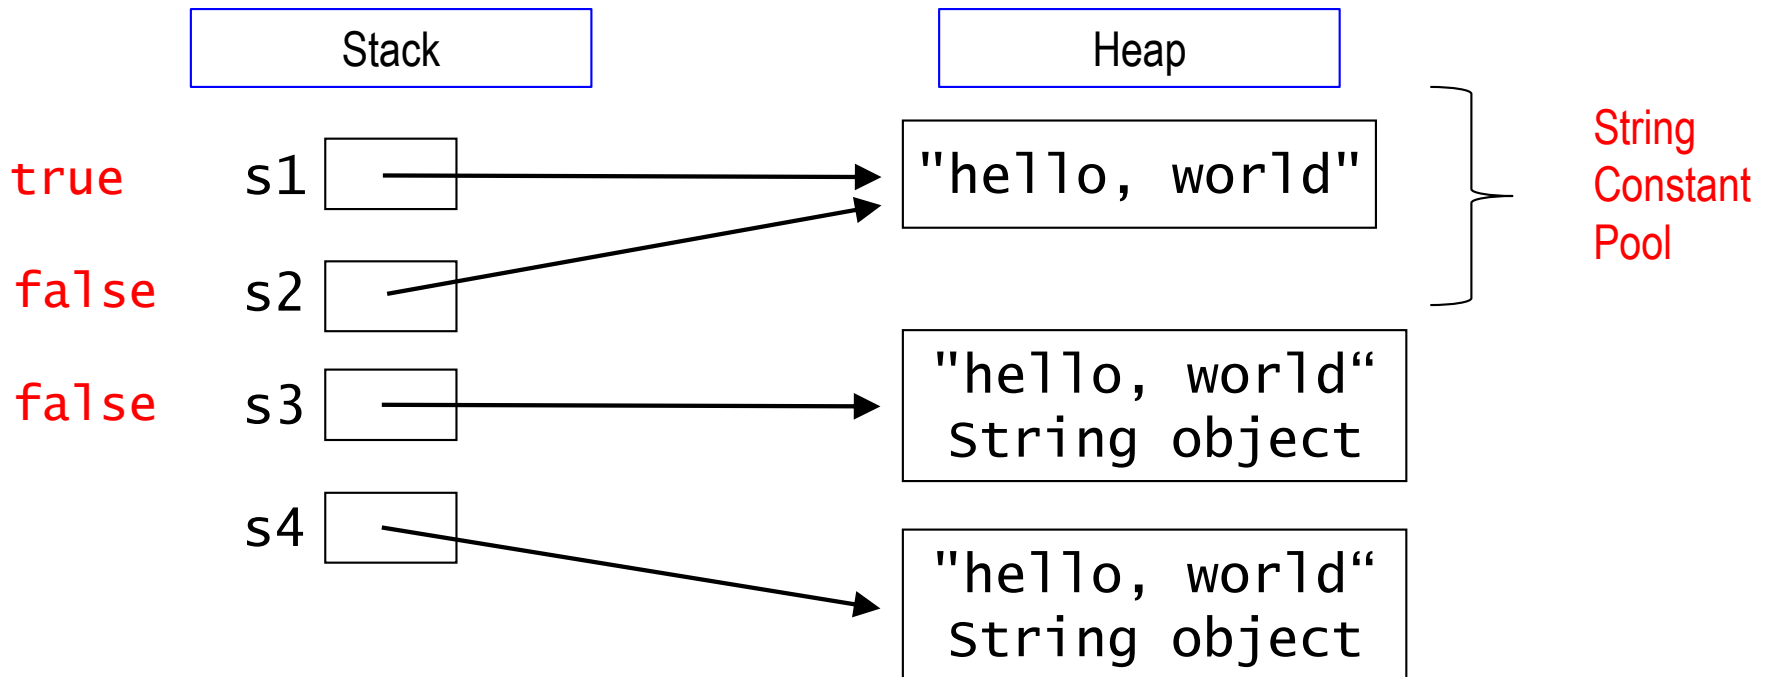 Stack
Heap
true
s1
"hello, world"
String
Constant
Pool
false
s2
false
s3
"hello, world“
String object
s4
"hello, world“
String object